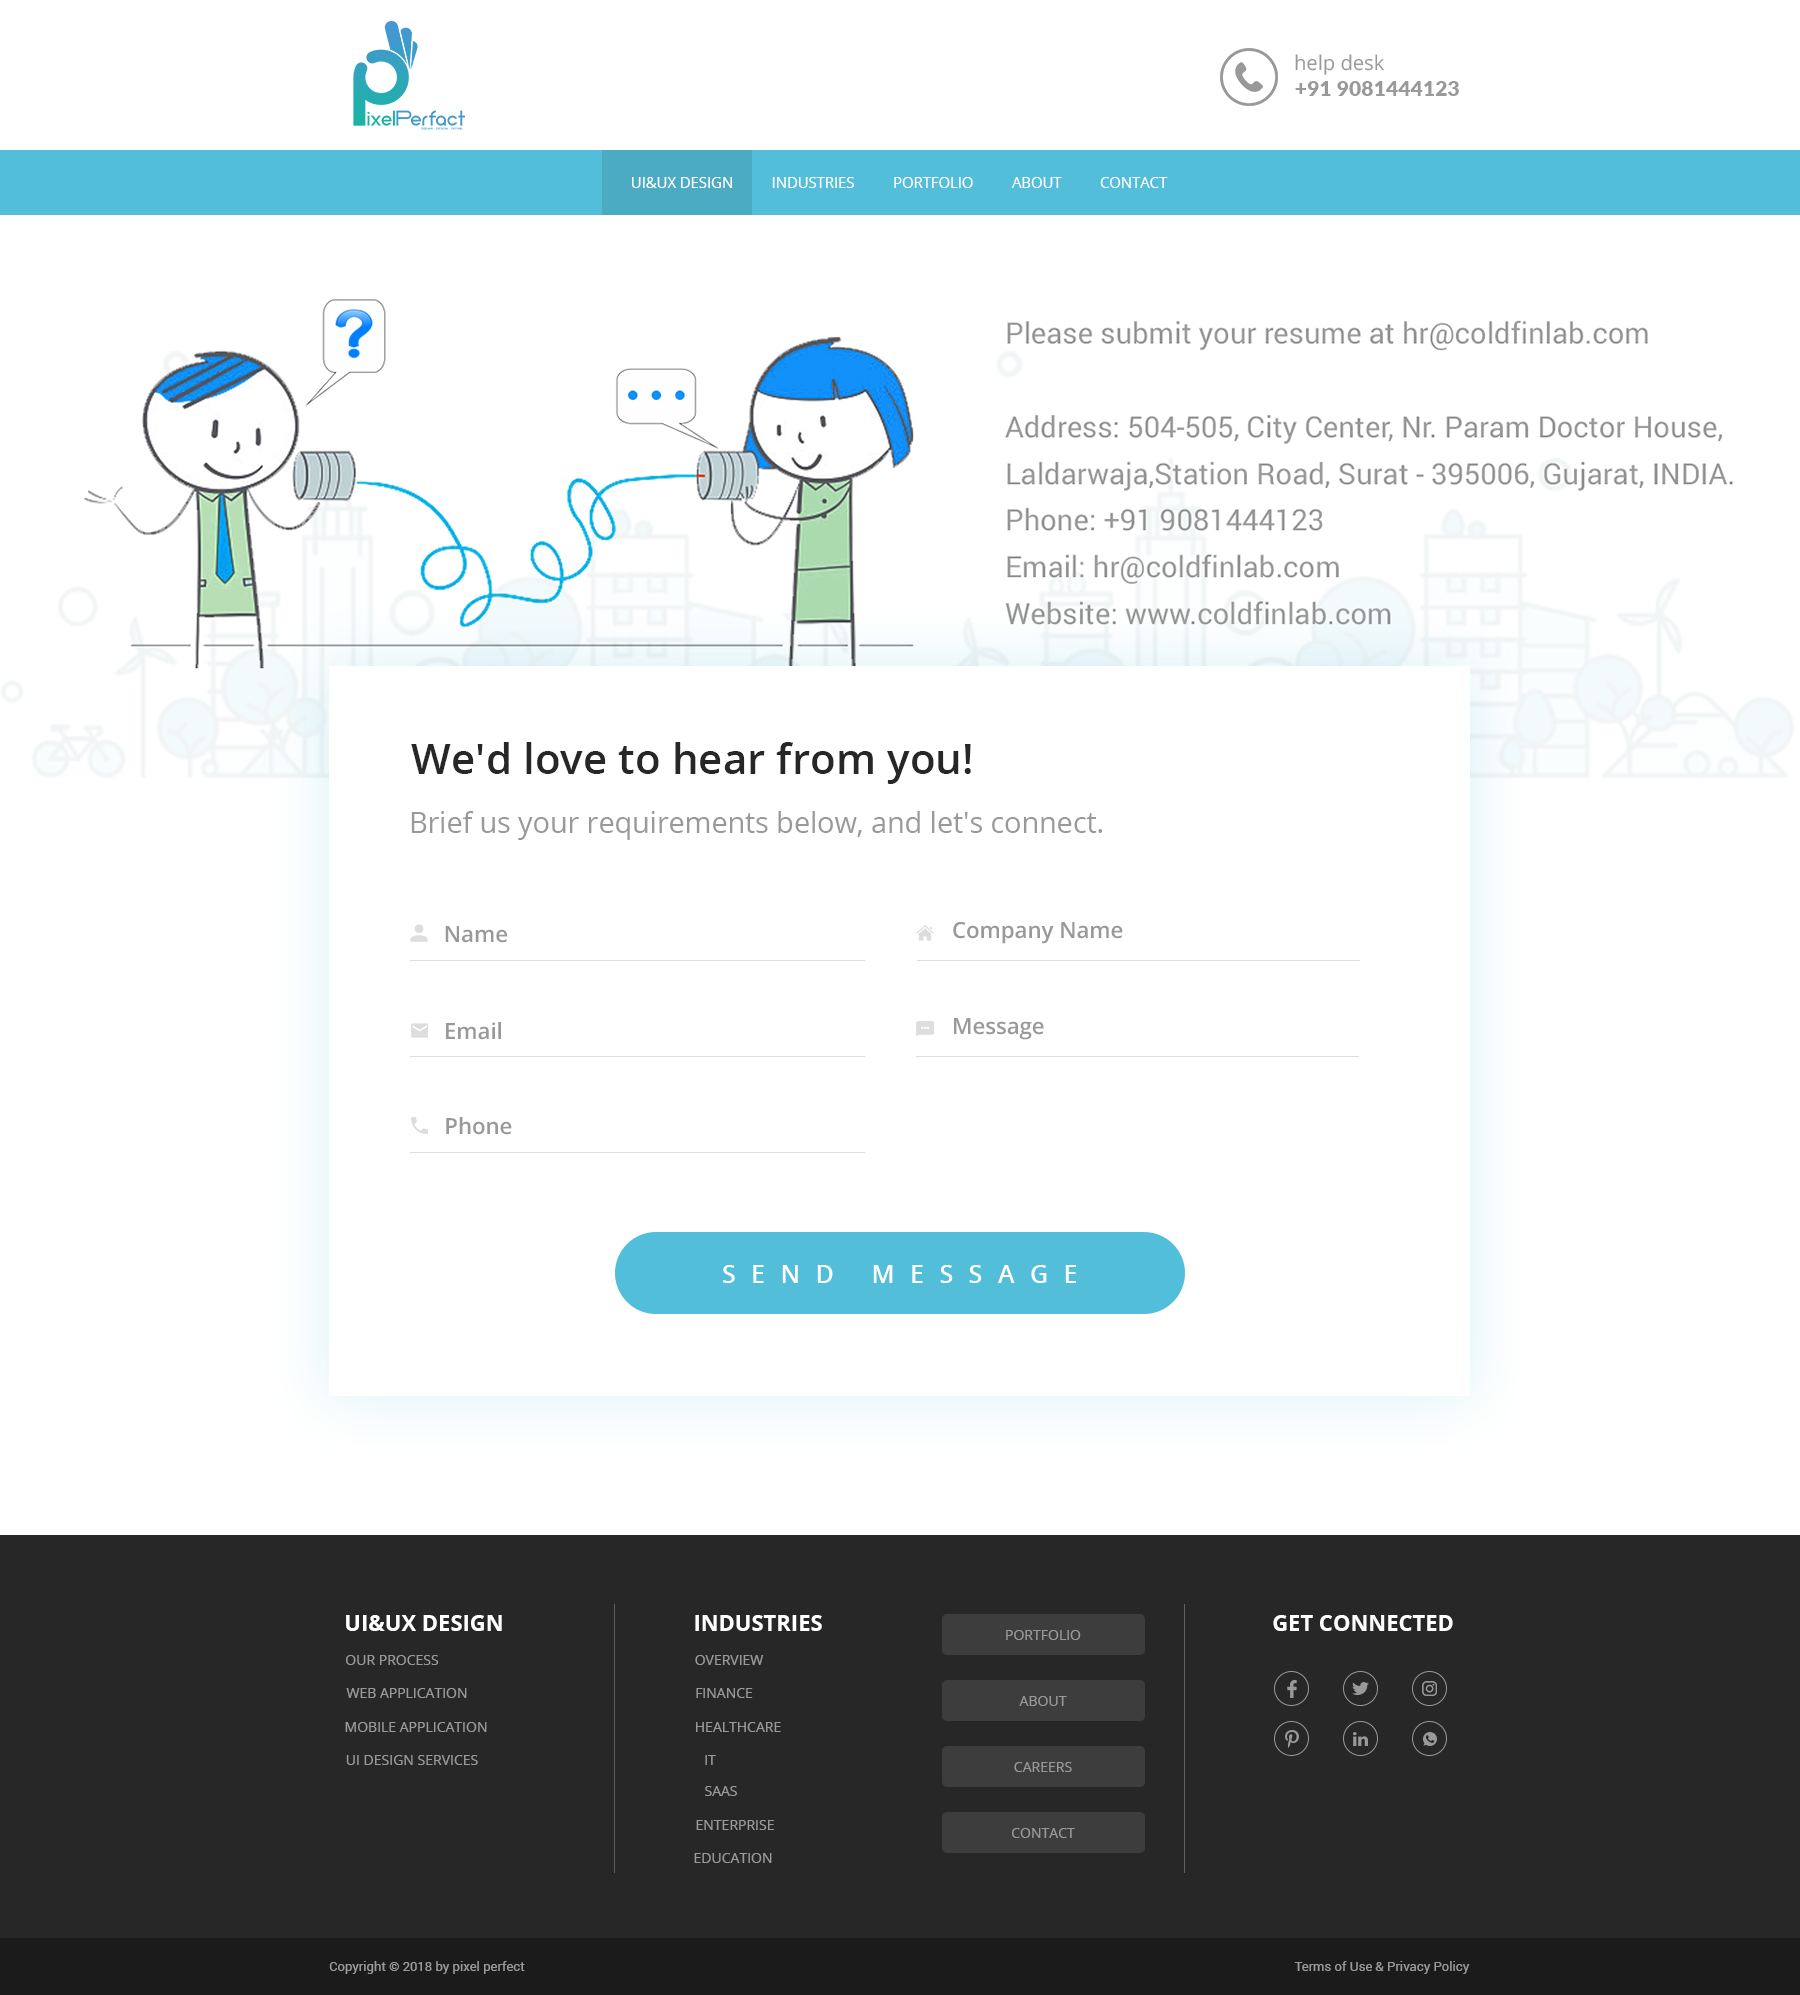 help desk
+91 9081444123
ixelPerfact
UI&UX DESIGN
INDUSTRIES
PORTFOLIO
ABOUT
CONTACT
?
Please submit your resume at hr@coldfinlab.com
Address: 504-505, City Center, Nr. Param Doctor House,
Laldarwaja,Station Road, Surat - 395006, Gujarat, INDIA.
Phone: +91 9081444123
Email: hr@coldfinlab.com
Website: www.coldfinlab.com
We'd love to hear from you!
Brief us your requirements below, and let's connect.
Name
Company Name
Email
Message
Phone
SEND MESSAGE
UI&UX DESIGN
OUR PROCESS
WEB APPLICATION
MOBILE APPLICATION
UI DESIGN SERVICES
INDUSTRIES
OVERVIEW
FINANCE
HEALTHCARE
IT
SAAS
ENTERPRISE
EDUCATION
PORTFOLIO
ABOUT
CAREERS
CONTACT
GET CONNECTED
Copyright © 2018 by pixel perfect
Terms of Use & Privacy Policy